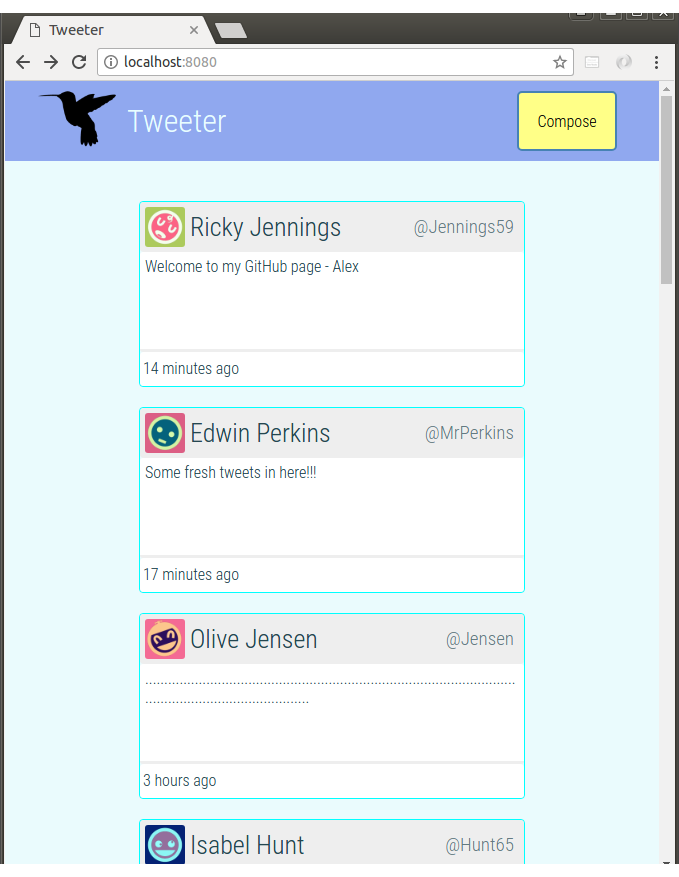 Tweeter
localhost:8080
Tweeter
Compose
Ricky Jennings @Jennings59
Welcome to my GitHub page - Alex
14 minutes ago
Edwin Perkins @MrPerkins
Some fresh tweets in here!!!
17 minutes ago
Olive Jensen @Jensen
....................................................................................................
............................................
3 hours ago
Isabel Hunt @Hunt65